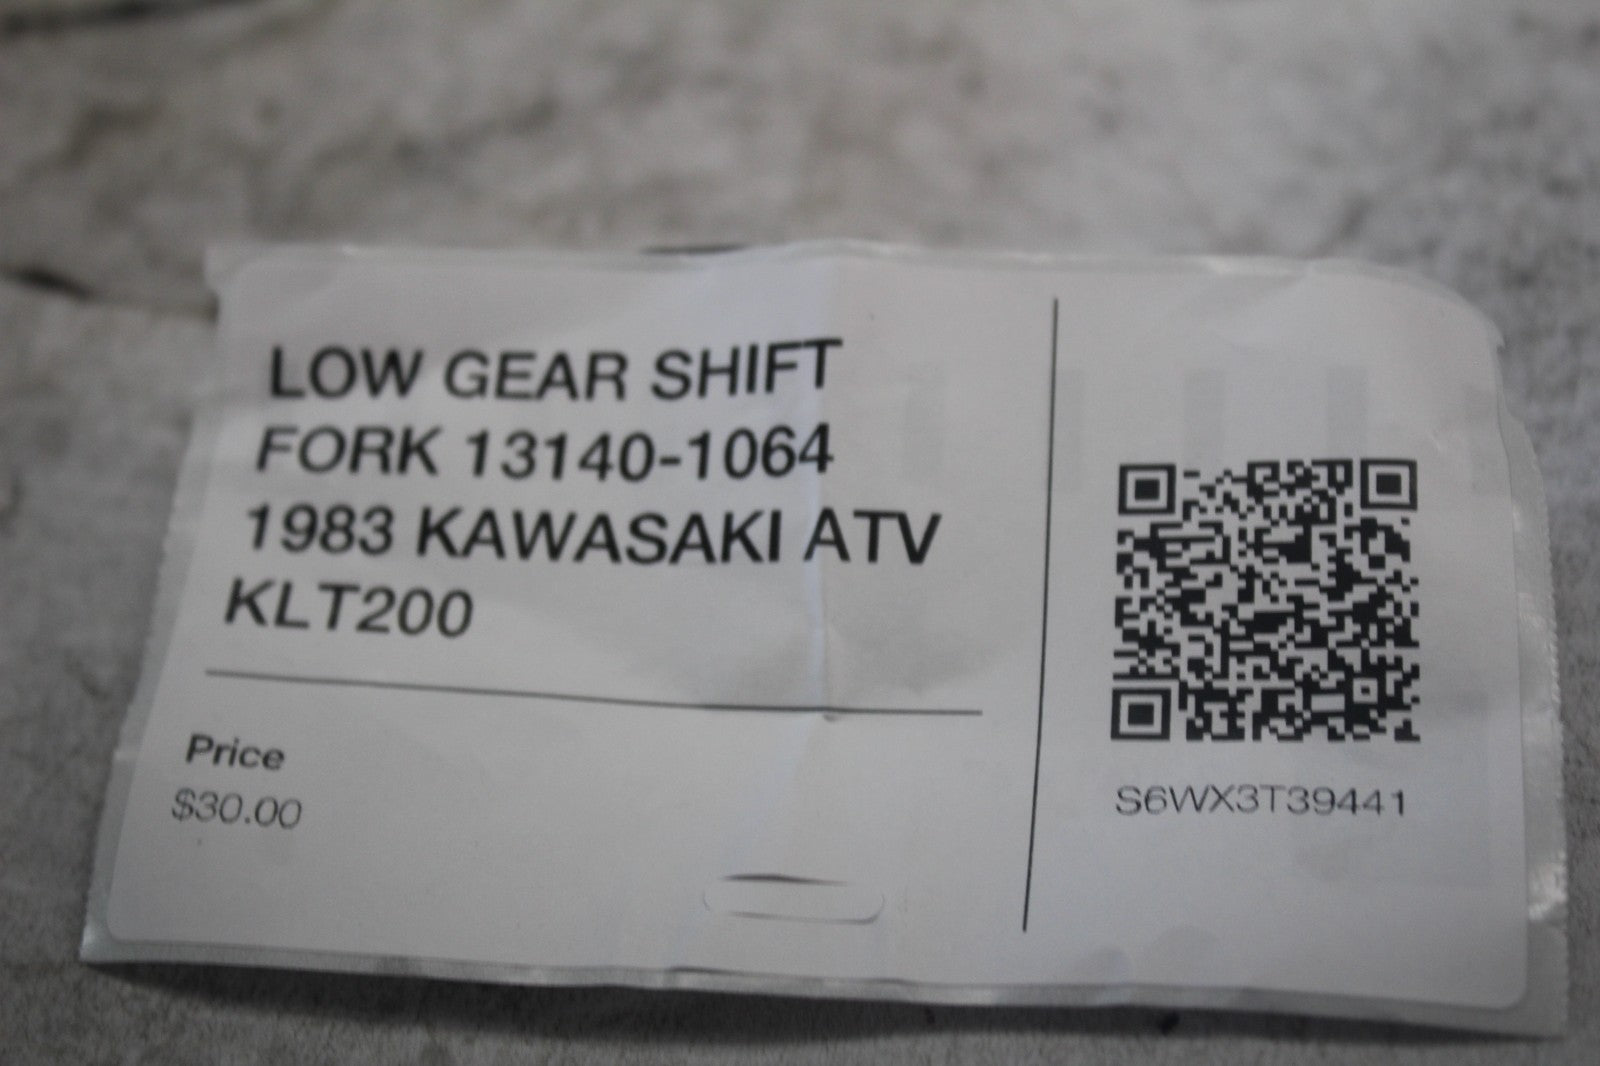 LOW GEAR SHIFT
FORK 13140-1064
1983 KAWASAKI ATV
KLT200
Price
$30.00
S6WX3T39441